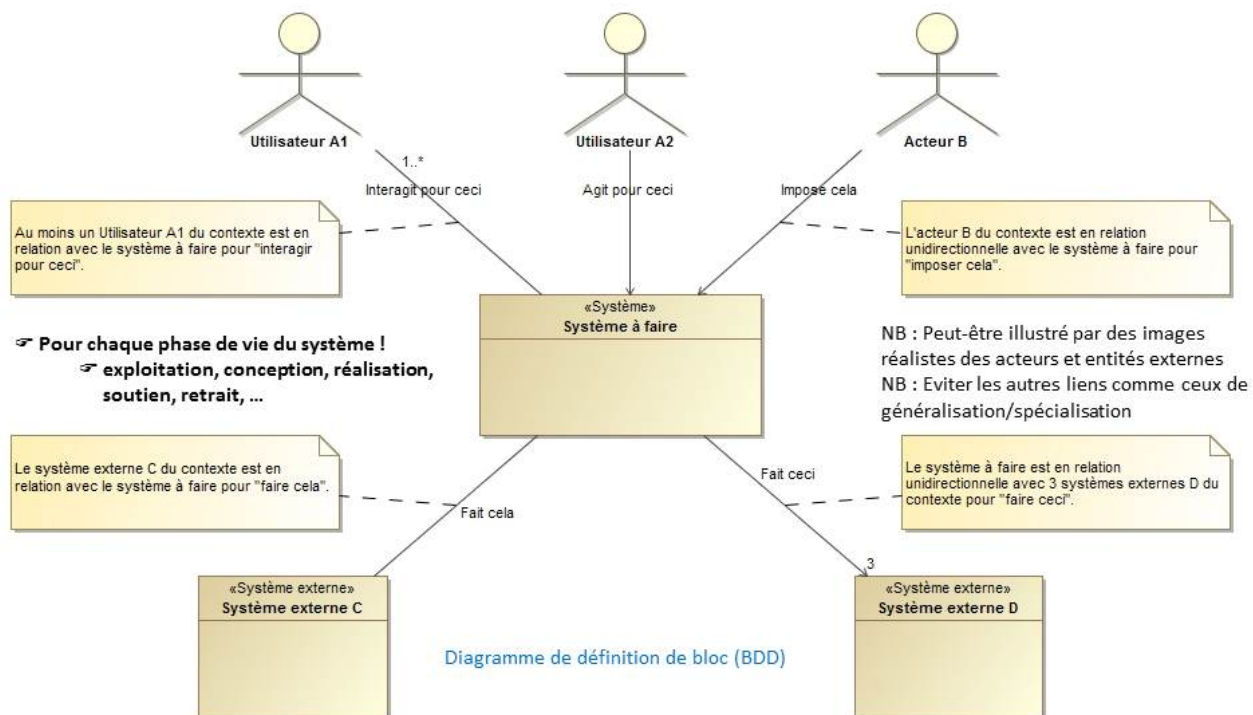 Utilisateur A1
Utilisateur A2
Acteur B
1..*
Interagit pour ceci
Agit pour ceci
Impose cela
Au moins un Utilisateur A1 du contexte est en
relation avec le système à faire pour "interagir
pour ceci".
L'acteur B du contexte est en relation
unidirectionnelle avec le système à faire pour
"imposer cela".
«Système»
Système à faire
☞ Pour chaque phase de vie du système !
☞ exploitation, conception, réalisation,
soutien, retrait, ...
NB : Peut-être illustré par des images
réalistes des acteurs et entités externes
NB : Eviter les autres liens comme ceux de
généralisation/spécialisation
Le système externe C du contexte est en
relation avec le système à faire pour "faire cela".
Fait cela
Fait ceci
Le système à faire est en relation
unidirectionnelle avec 3 systèmes externes D du
contexte pour "faire ceci".
3
«Système externe»
Système externe C
«Système externe»
Système externe D
Diagramme de définition de bloc (BDD)